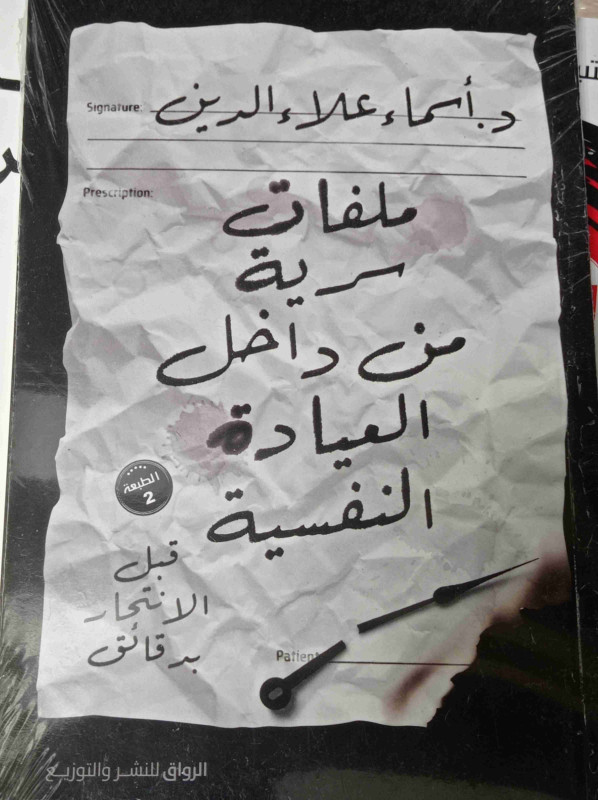 Signature: د. أسماء علاء الدين
Prescription:
ملفات
سرية
من داخل
العيادة
النفسية
الطبعة
2
قبل
الانتحار
بدقائق
Patient
الرواق للنشر والتوزيع